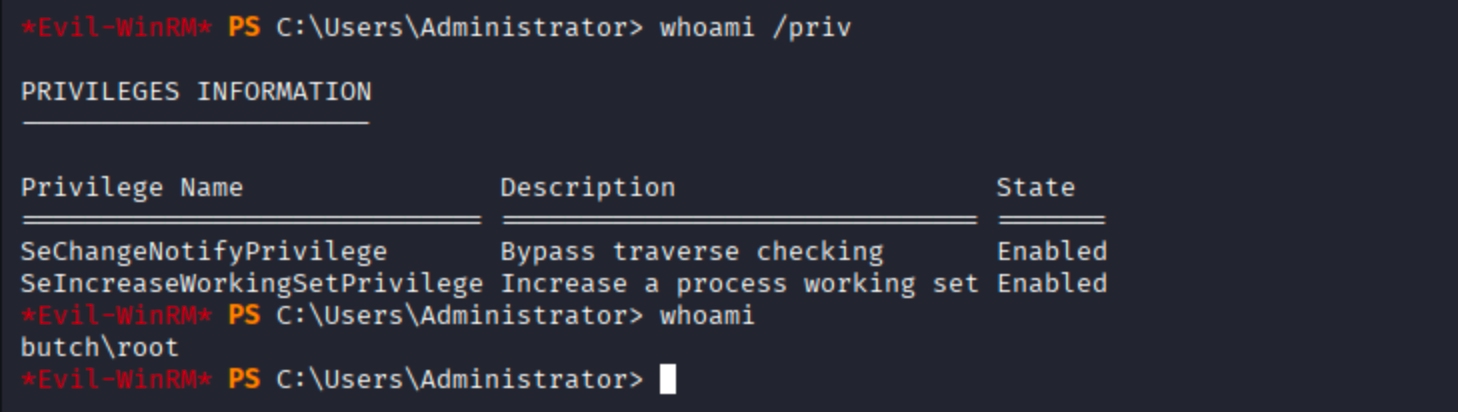 *Evil-WinRM* PS C:\Users\Administrator> whoami /priv
PRIVILEGES INFORMATION
----------------------
Privilege Name                Description                    State
============================= ============================== =======
SeChangeNotifyPrivilege       Bypass traverse checking       Enabled
SeIncreaseWorkingSetPrivilege Increase a process working set Enabled
*Evil-WinRM* PS C:\Users\Administrator> whoami
butch\root
*Evil-WinRM* PS C:\Users\Administrator>